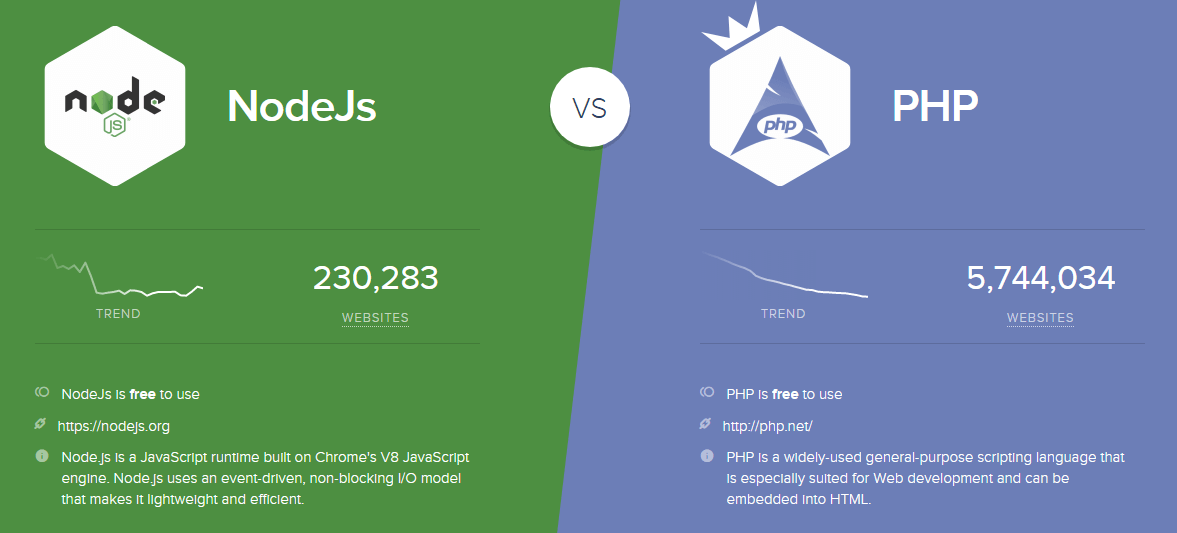 node
JS
NodeJs
VS
php
PHP
230,283
TREND
WEBSITES
5,744,034
TREND
WEBSITES
NodeJs is free to use
https://nodejs.org
Node.js is a JavaScript runtime built on Chrome's V8 JavaScript
engine. Node.js uses an event-driven, non-blocking I/O model
that makes it lightweight and efficient.
PHP is free to use
http://php.net/
PHP is a widely-used general-purpose scripting language that
is especially suited for Web development and can be
embedded into HTML.